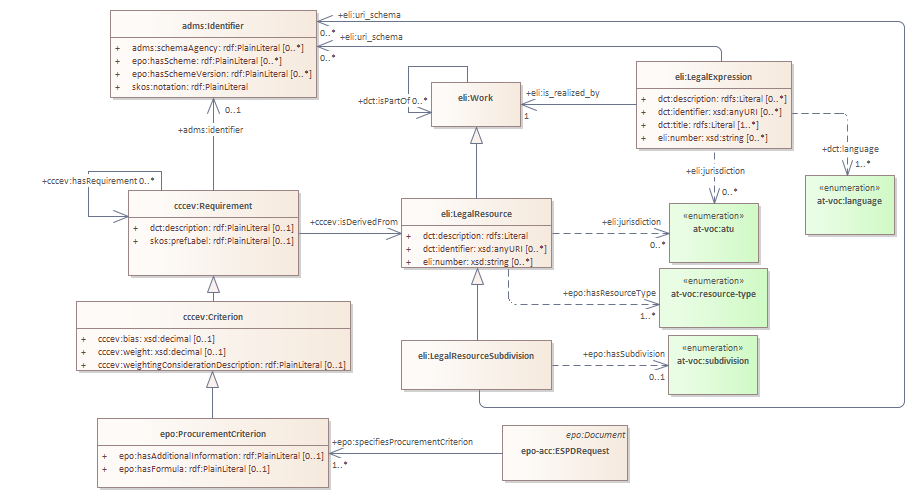 adms:Identifier
+ adms:schemaAgency: rdf:PlainLiteral [0..*]
+ epo:hasScheme: rdf:PlainLiteral [0..*]
+ epo:hasSchemeVersion: rdf:PlainLiteral [0..*]
+ skos:notation: rdf:PlainLiteral
+eli:uri_schema
0..*
+eli:uri_schema
0..*
eli:Work
+dct:isPartOf 0..*
+eli:is_realized_by
1
eli:LegalExpression
+ dct:description: rdfs:Literal [0..*]
+ dct:identifier: xsd:anyURI [0..*]
+ dct:title: rdfs:Literal [1..*]
+ eli:number: xsd:string [0..*]
0..1
+adms:identifier
+dct:language
1..*
+eli:jurisdiction
0..*
«enumeration»
at-voc:language
+cccev:hasRequirement 0..*
cccev:Requirement
+ dct:description: rdf:PlainLiteral [0..1]
+ skos:prefLabel: rdf:PlainLiteral [0..1]
+cccev:isDerivedFrom
eli:LegalResource
+ dct:description: rdfs:Literal
+ dct:identifier: xsd:anyURI [0..*]
+ eli:number: xsd:string [0..*]
+eli:jurisdiction
0..*
«enumeration»
at-voc:atu
+epo:hasResourceType
1..*
«enumeration»
at-voc:resource-type
cccev:Criterion
+ cccev:bias: xsd:decimal [0..1]
+ cccev:weight: xsd:decimal [0..1]
+ cccev:weightingConsiderationDescription: rdf:PlainLiteral [0..1]
eli:LegalResourceSubdivision
+epo:hasSubdivision
0..1
«enumeration»
at-voc:subdivision
epo:ProcurementCriterion
+ epo:hasAdditionalInformation: rdf:PlainLiteral [0..1]
+ epo:hasFormula: rdf:PlainLiteral [0..1]
+epo:specifiesProcurementCriterion
1..*
epo:Document
epo-acc:ESPDRequest